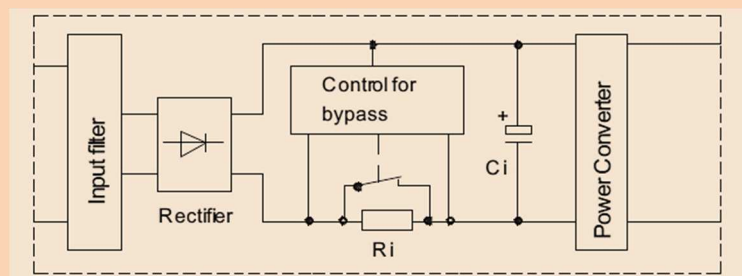 Input filter
Rectifier
Control for
bypass
Ri
+
Ci
Power Converter